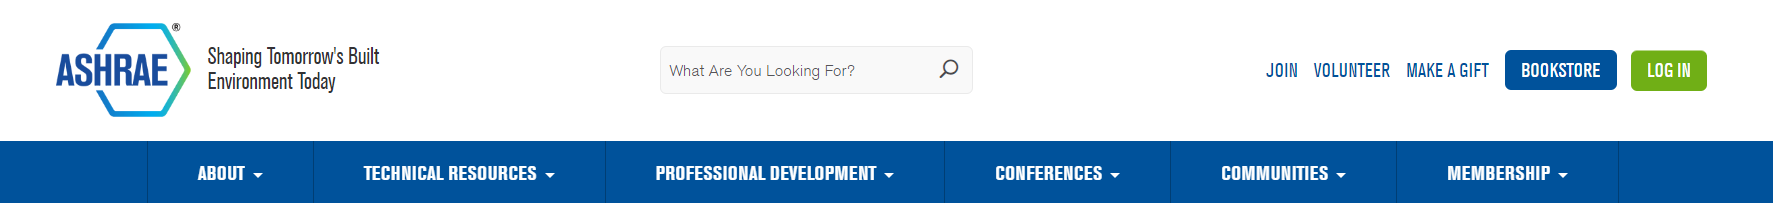 ASHRAE®
Shaping Tomorrow's Built
Environment Today
What Are You Looking For?
JOIN VOLUNTEER MAKE A GIFT BOOKSTORE LOG IN
ABOUT TECHNICAL RESOURCES PROFESSIONAL DEVELOPMENT CONFERENCES COMMUNITIES MEMBERSHIP